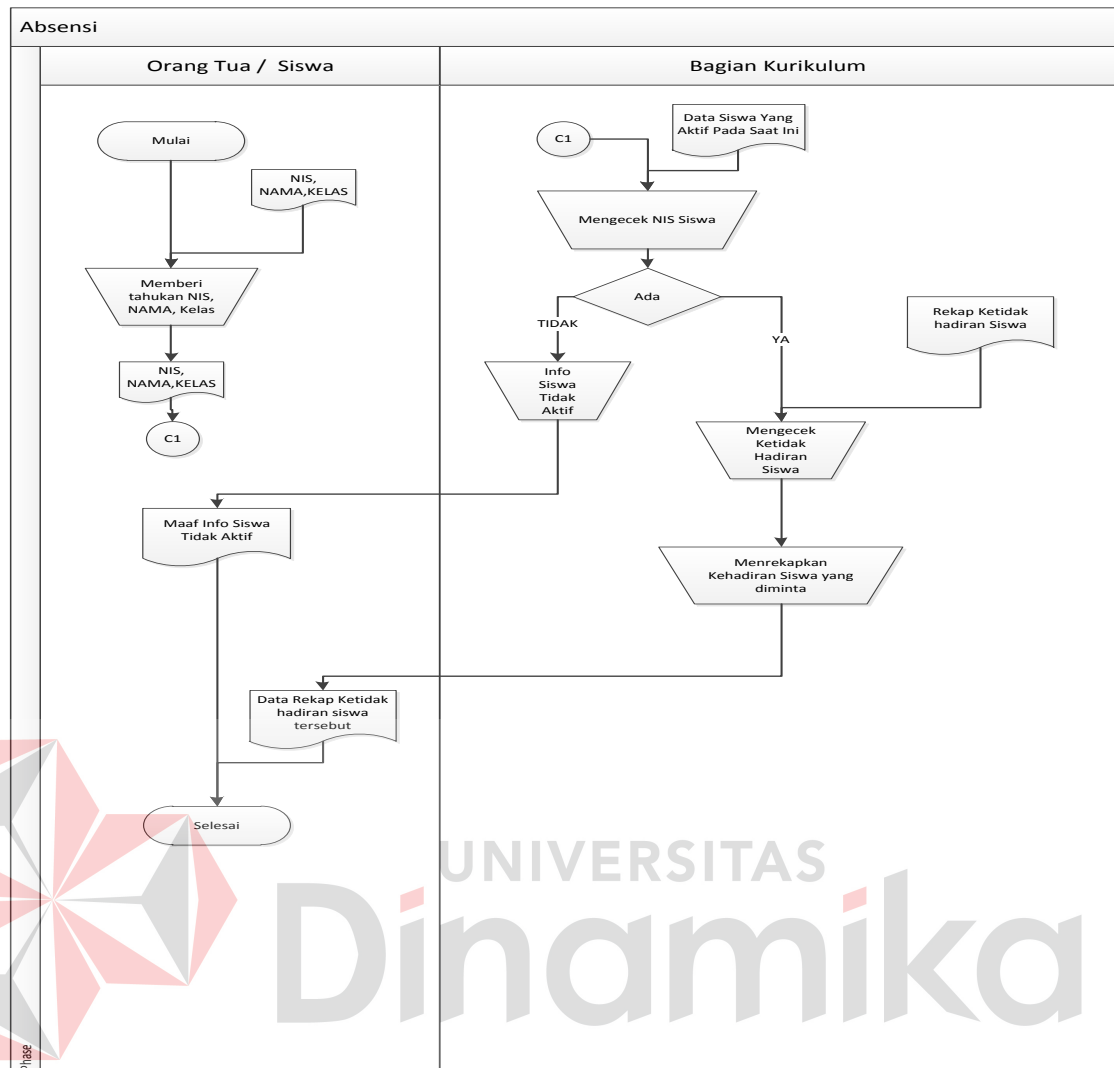 Absensi
Orang Tua / Siswa
Bagian Kurikulum
Mulai
NIS,
NAMA,KELAS
Memberi
tahukan NIS,
NAMA, Kelas
NIS,
NAMA,KELAS
C1
C1
Data Siswa Yang
Aktif Pada Saat Ini
Mengecek NIS Siswa
Ada
TIDAK
YA
Info
Siswa
Tidak
Aktif
Rekap Ketidak
hadiran Siswa
Mengecek
Ketidak
Hadiran
Siswa
Maaf Info Siswa
Tidak Aktif
Menrekapkan
Kehadiran Siswa yang
diminta
Data Rekap Ketidak
hadiran siswa
tersebut
Selesai
UNIVERSITAS
Dinamika
Phase